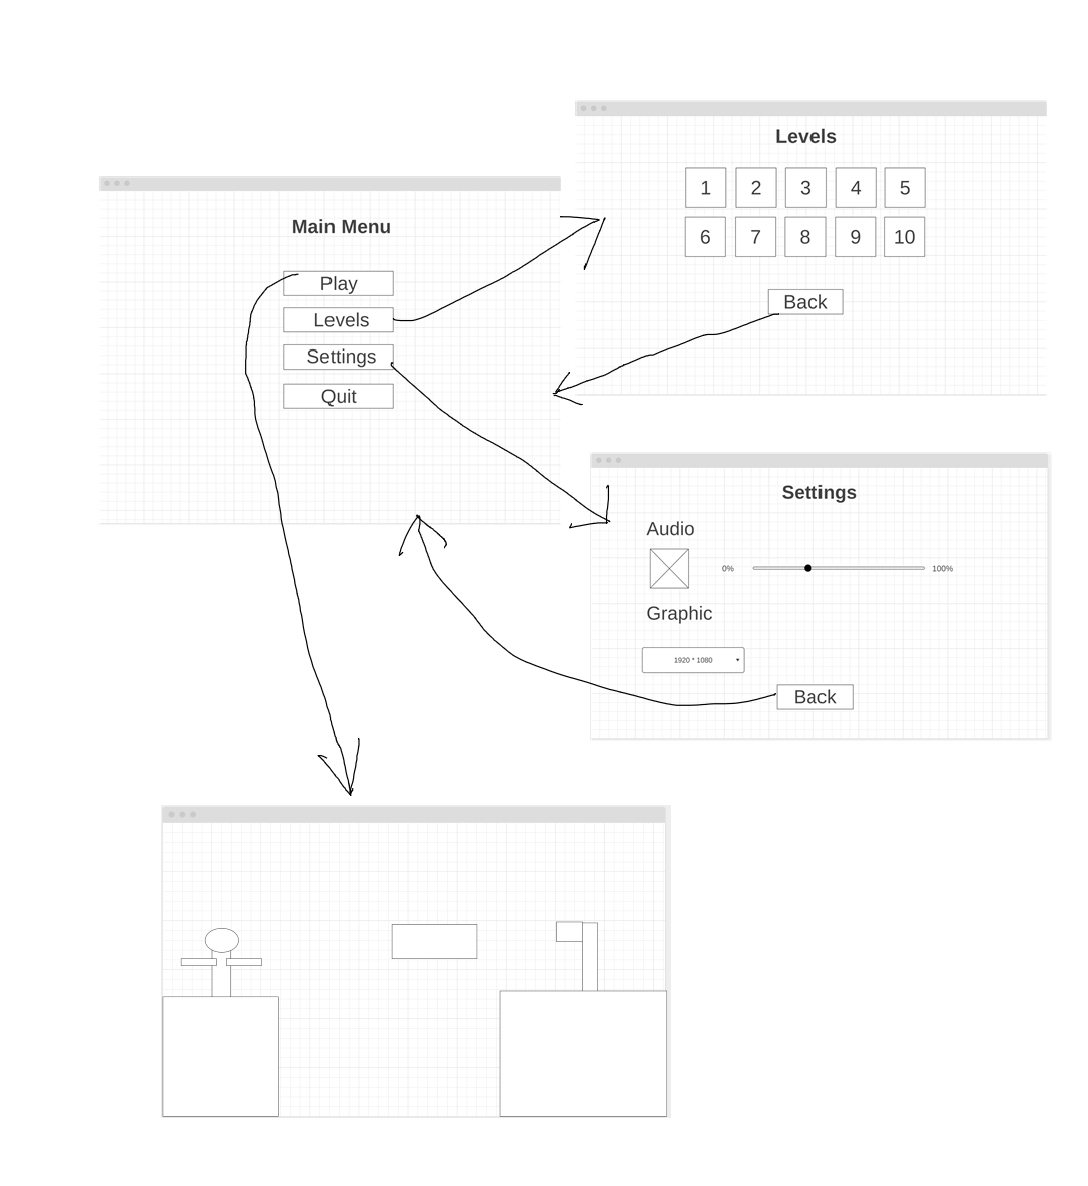 Main Menu
Play
Levels
Settings
Quit
Levels
1 2 3 4 5
6 7 8 9 10
Back
Settings
Audio
0% 100%
Graphic
1920 * 1080
Back